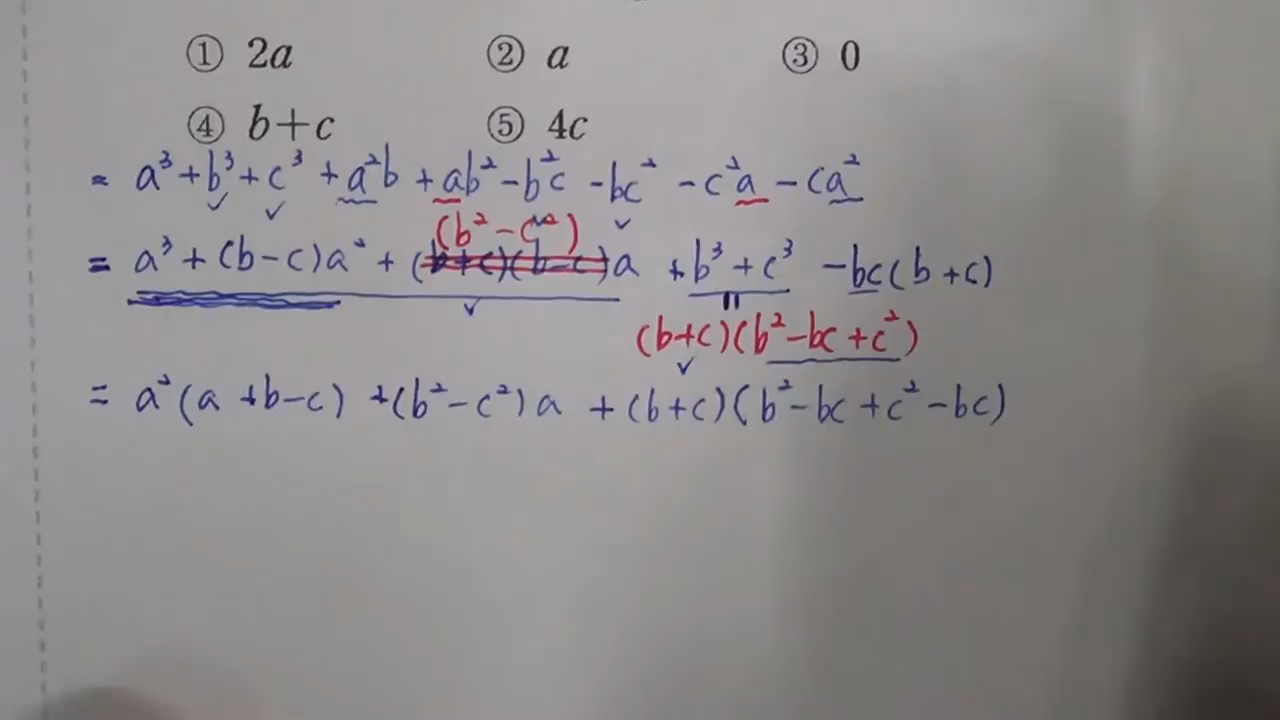 ① 2a ② a ③ 0
④ b+c ⑤ 4c
= a³ + b³ + c³ + a²b + ab² - b²c - bc² - c²a - ca²
(b² - c²)
= a³ + (b-c)a² + (b+c)(b-c)a + b³ + c³ - bc(b+c)
(b+c)(b² - bc + c²)
= a²(a + b - c) + (b² - c²)a + (b+c)(b² - bc + c² - bc)